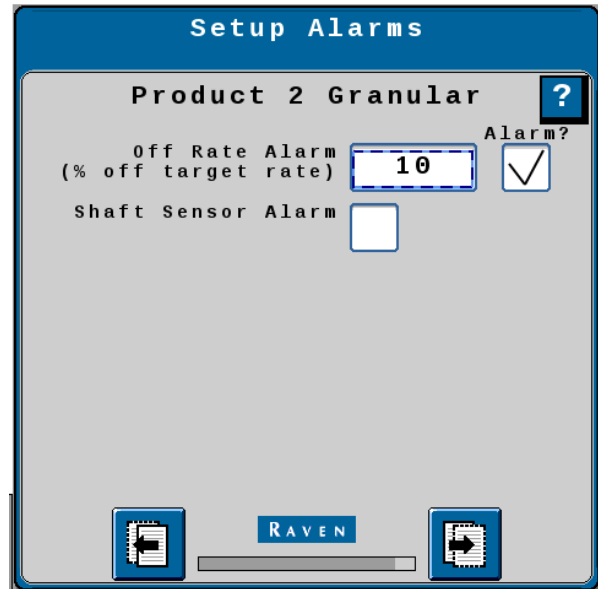 Setup Alarms
Product 2 Granular
?
Alarm?
Off Rate Alarm
(% off target rate)
10
Shaft Sensor Alarm
RAVEN